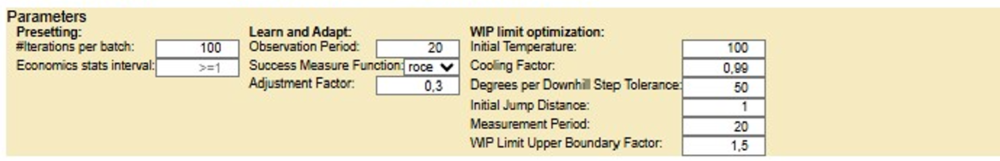 Parameters
Presetting: Learn and Adapt: WIP limit optimization:
#Iterations per batch: 100 Observation Period: 20 Initial Temperature: 100
Economics stats interval: >=1 Success Measure Function: roce Cooling Factor: 0,99
Adjustment Factor: 0,3 Degrees per Downhill Step Tolerance: 50
Initial Jump Distance: 1
Measurement Period: 20
WIP Limit Upper Boundary Factor: 1,5